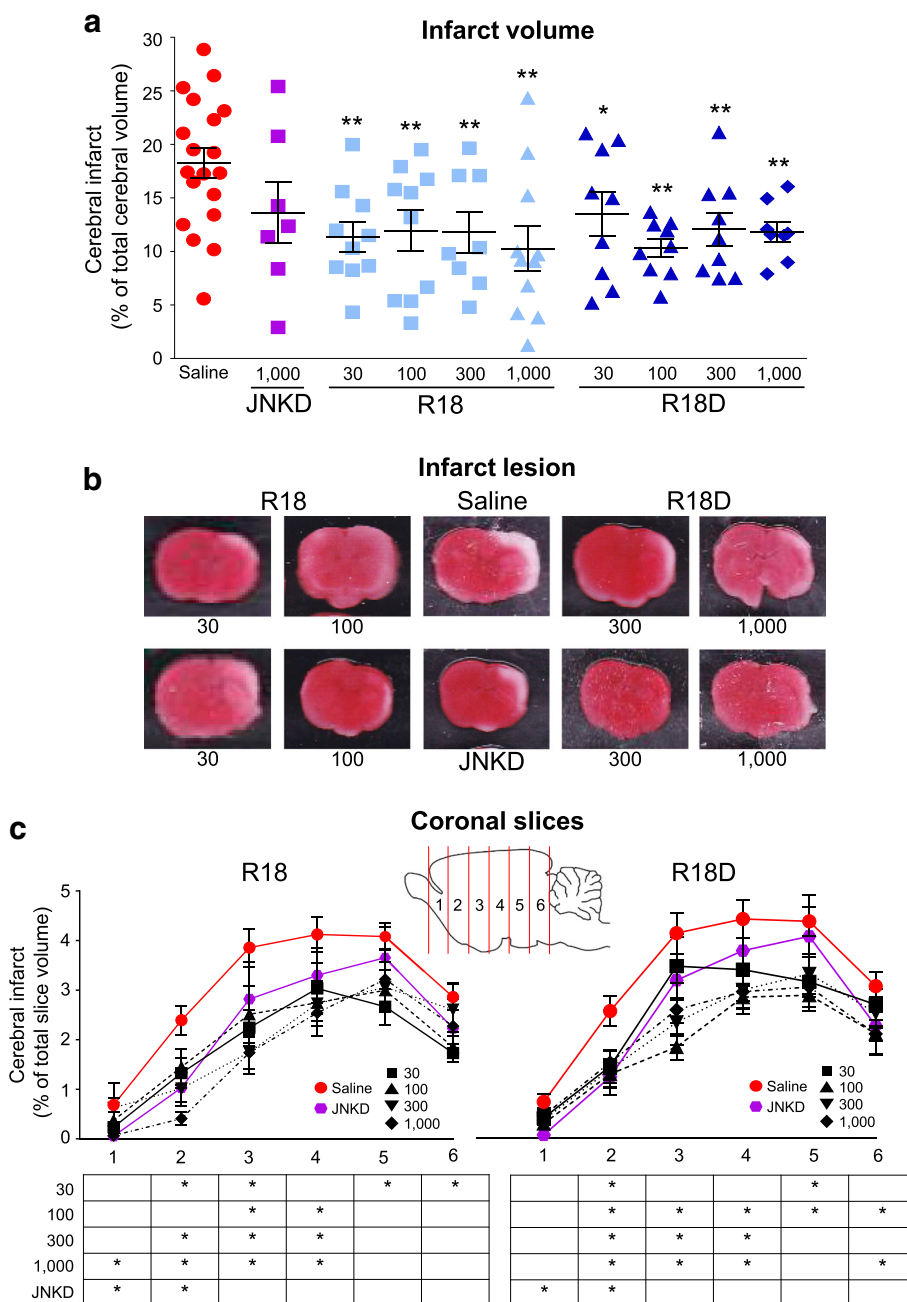 a
Infarct volume
Cerebral infarct
(% of total cerebral volume)
30
25
20
15
10
5
0
** ** ** ** * ** ** **
Saline 1,000 30 100 300 1,000 30 100 300 1,000
JNKD R18 R18D
b
Infarct lesion
R18 Saline R18D
30 100 300 1,000
30 100 JNKD 300 1,000
c
Coronal slices
R18 R18D
1 2 3 4 5 6
Cerebral infarct
(% of total slice volume)
5
4
3
2
1
0
Saline
JNKD
30
100
300
1,000
Saline
JNKD
30
100
300
1,000
1 2 3 4 5 6 1 2 3 4 5 6
30 * * * * * *
100 * * * * * * *
300 * * * * * *
1,000 * * * * * * * *
JNKD * * * *